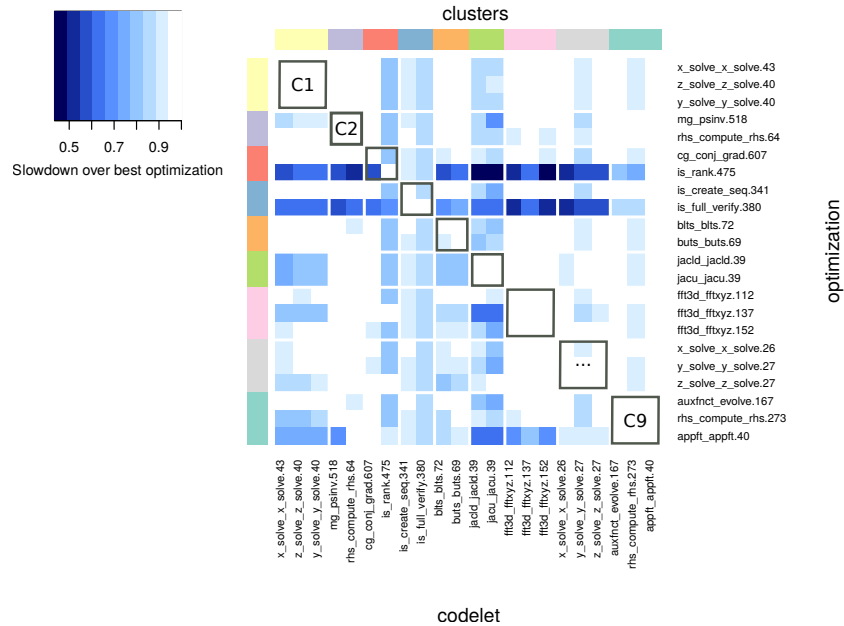 clusters
0.5 0.7 0.9
Slowdown over best optimization
C1
C2
...
C9
x_solve_x_solve.43
z_solve_z_solve.40
y_solve_y_solve.40
mg_psinv.518
rhs_compute_rhs.64
cg_conj_grad.607
is_rank.475
is_create_seq.341
is_full_verify.380
blts_blts.72
buts_buts.69
jacld_jacld.39
jacu_jacu.39
fft3d_fftxyz.112
fft3d_fftxyz.137
fft3d_fftxyz.152
x_solve_x_solve.26
y_solve_y_solve.27
z_solve_z_solve.27
auxfnct_evolve.167
rhs_compute_rhs.273
appft_appft.40
optimization
x_solve_x_solve.43
z_solve_z_solve.40
y_solve_y_solve.40
mg_psinv.518
rhs_compute_rhs.64
cg_conj_grad.607
is_rank.475
is_create_seq.341
is_full_verify.380
blts_blts.72
buts_buts.69
jacld_jacld.39
jacu_jacu.39
fft3d_fftxyz.112
fft3d_fftxyz.137
fft3d_fftxyz.152
x_solve_x_solve.26
y_solve_y_solve.27
z_solve_z_solve.27
auxfnct_evolve.167
rhs_compute_rhs.273
appft_appft.40
codelet